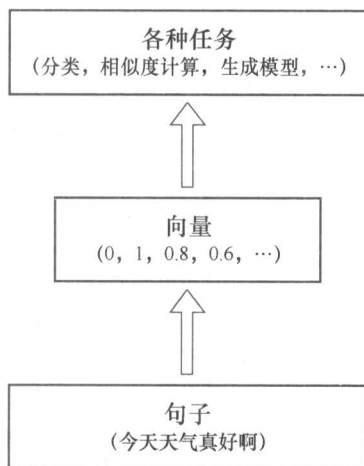 各种任务
(分类，相似度计算，生成模型，…)
向量
(0，1，0.8，0.6，…)
句子
(今天天气真好啊)